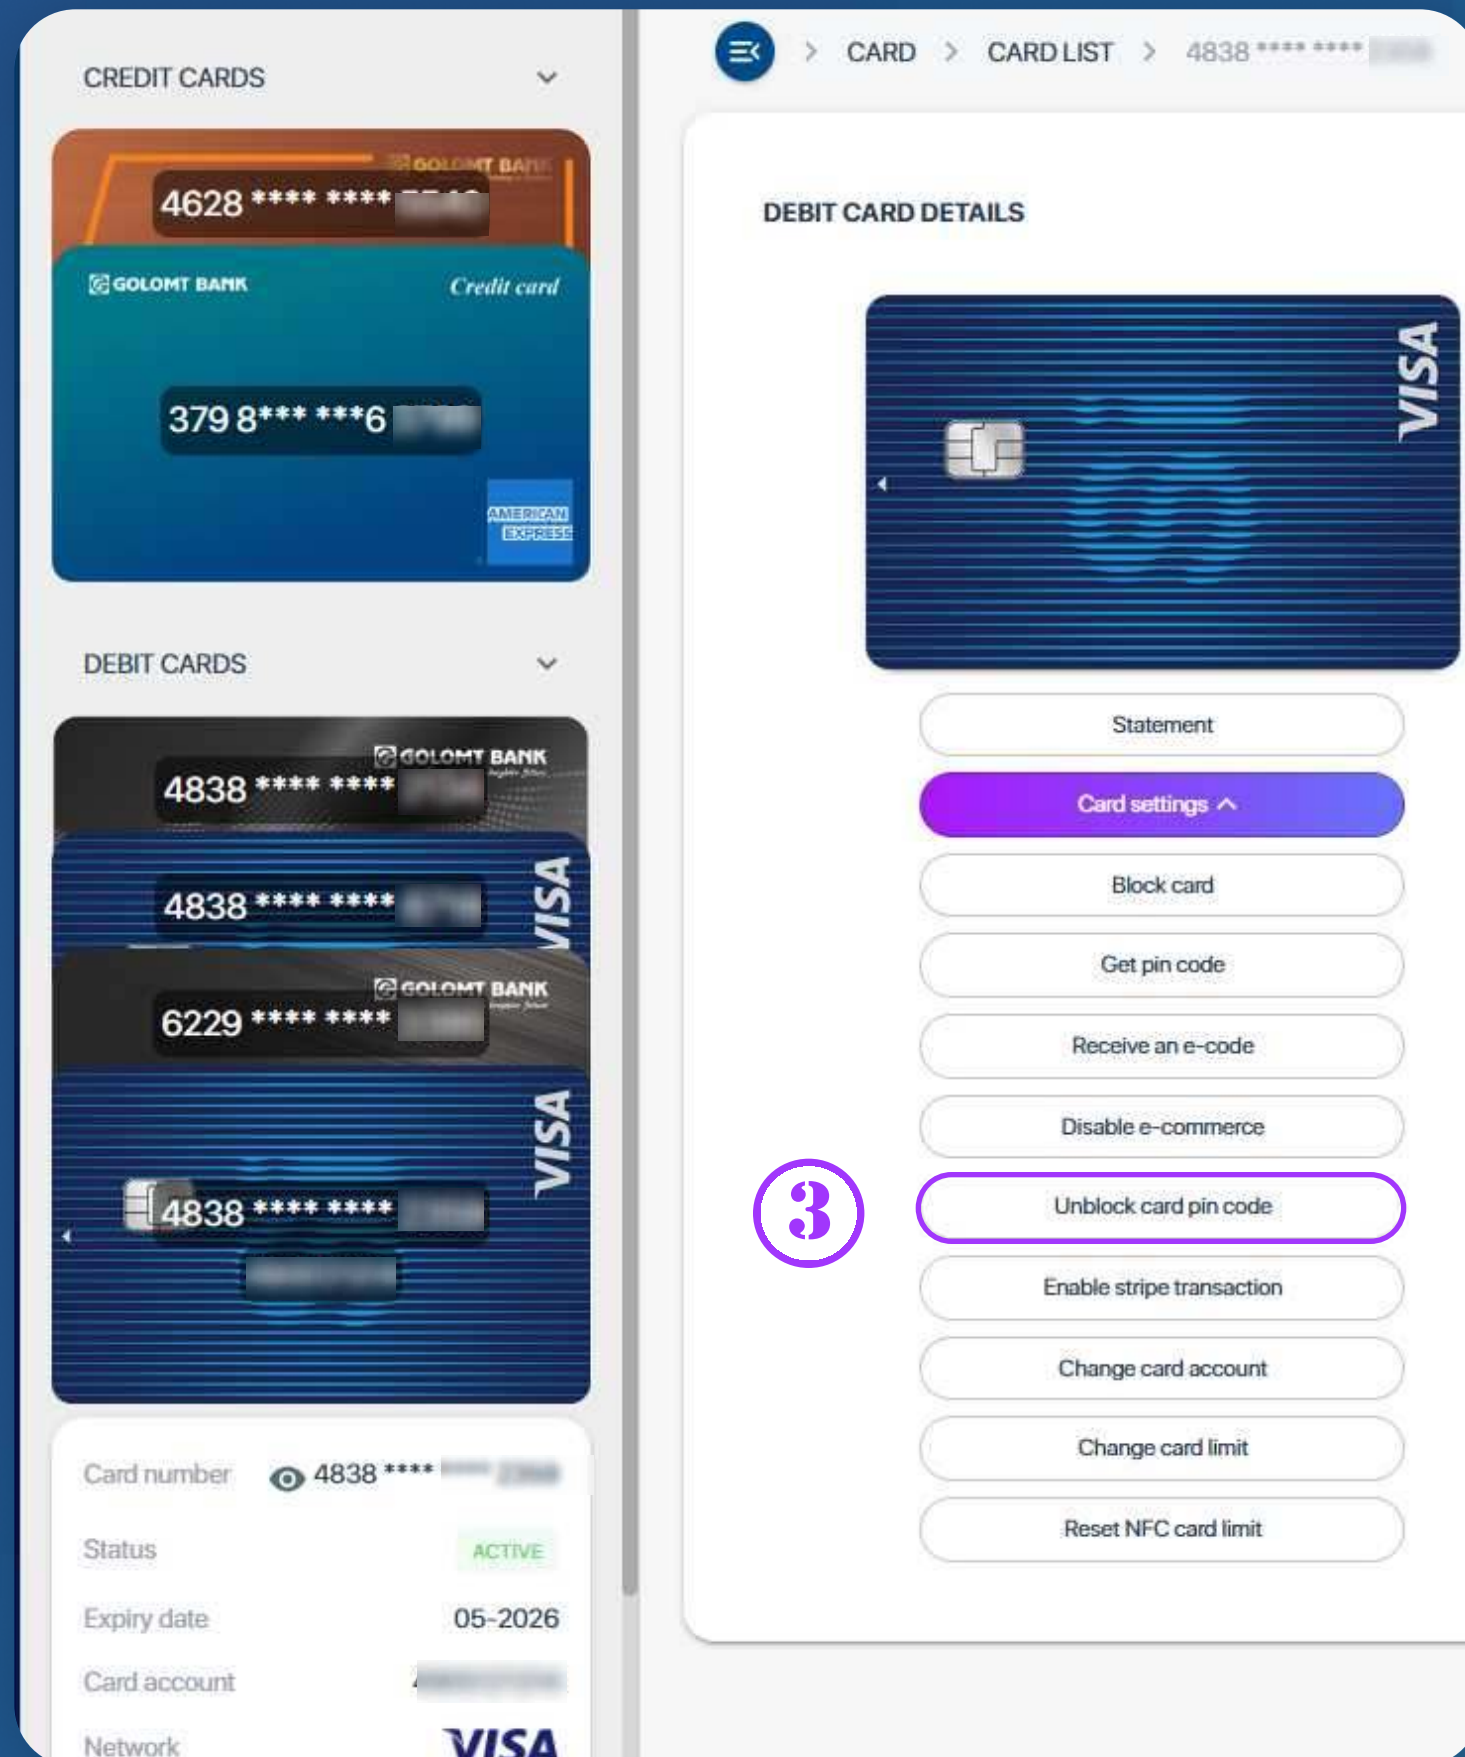 CREDIT CARDS
GOLOMT BANK
4628 **** ****
GOLOMT BANK
Credit card
379 8*** ***6
AMERICAN
EXPRESS
DEBIT CARDS
GOLOMT BANK
4838 **** ****
4838 **** ****
VISA
GOLOMT BANK
6229 **** ****
VISA
4838 **** ****
Card number 4838 ****
Status ACTIVE
Expiry date 05-2026
Card account
Network VISA
> CARD > CARD LIST > 4838 **** ****
DEBIT CARD DETAILS
VISA
Statement
Card settings
Block card
Get pin code
Receive an e-code
Disable e-commerce
3
Unblock card pin code
Enable stripe transaction
Change card account
Change card limit
Reset NFC card limit